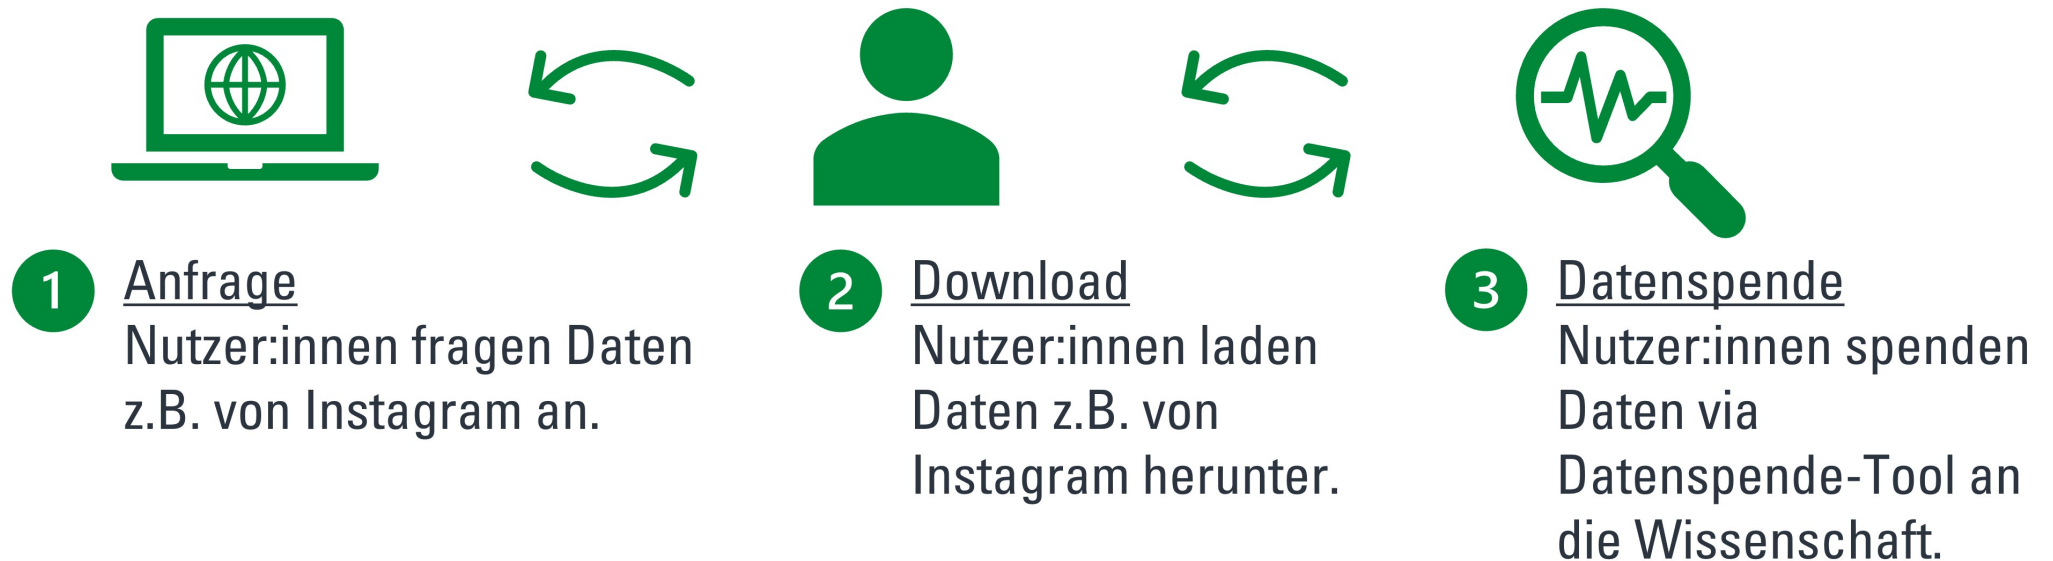 1 Anfrage
Nutzer:innen fragen Daten
z.B. von Instagram an.
2 Download
Nutzer:innen laden
Daten z.B. von
Instagram herunter.
3 Datenspende
Nutzer:innen spenden
Daten via
Datenspende-Tool an
die Wissenschaft.